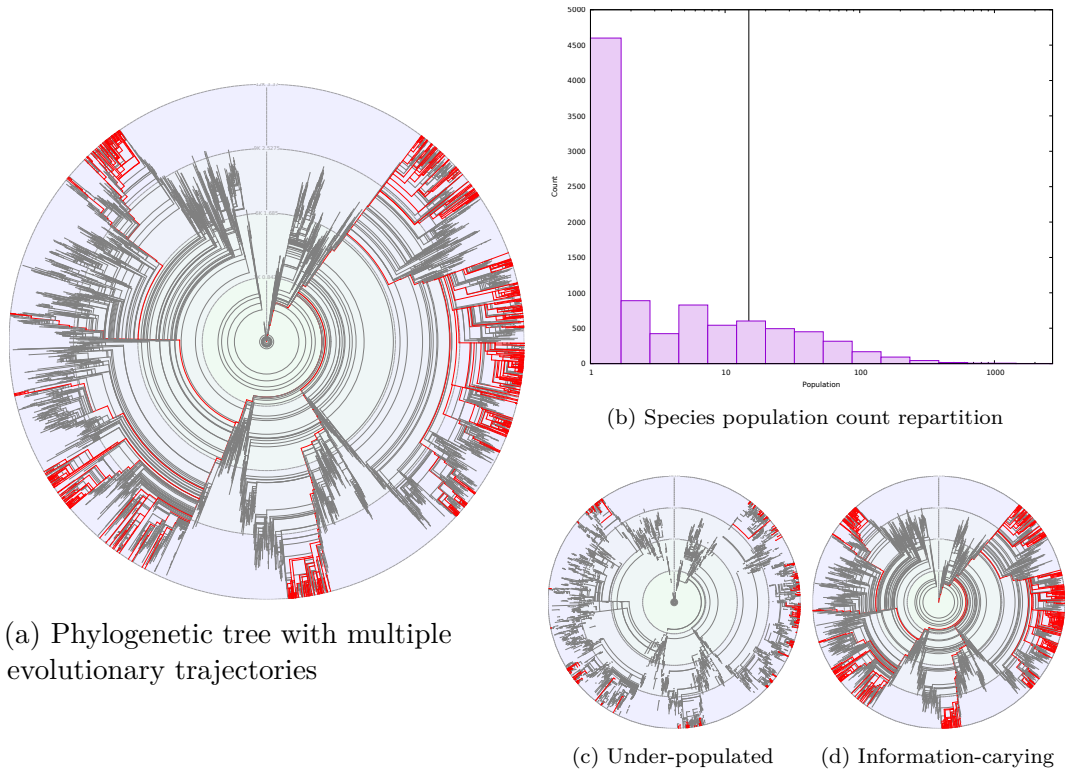 (a) Phylogenetic tree with multiple
evolutionary trajectories
5000
4500
4000
3500
3000
2500
2000
1500
1000
500
0
Count
1
10
100
1000
Population
(b) Species population count repartition
(c) Under-populated
(d) Information-carying